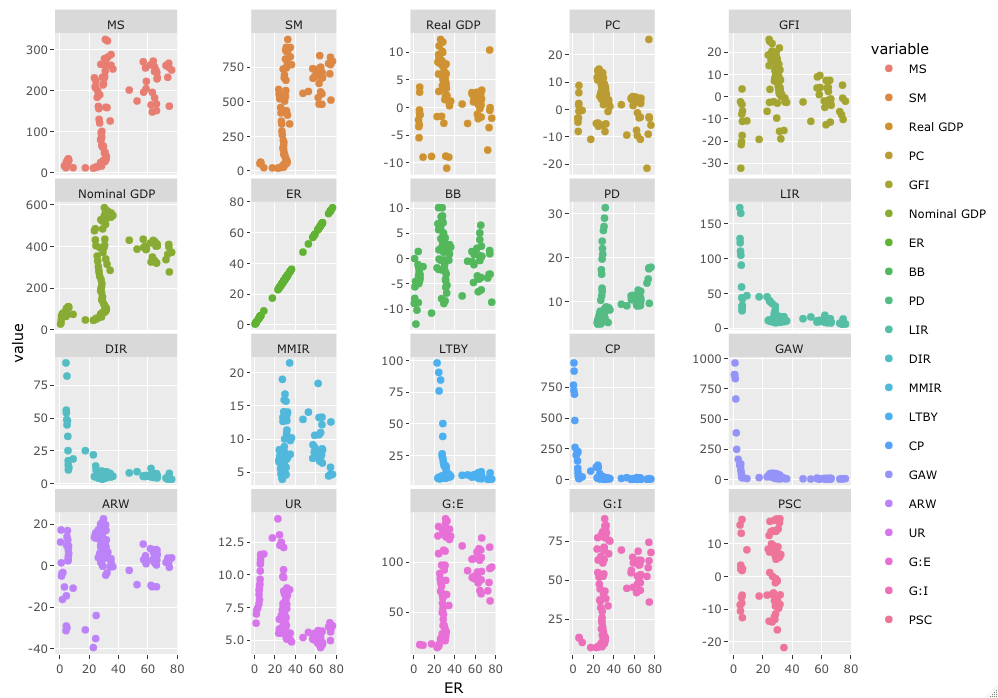 MS SM Real GDP PC GFI
300 200 100 0
750 500 250 0
10 5 0 -5 -10
20 10 0 -10 -20
20 10 0 -10 -20 -30
Nominal GDP ER BB PD LIR
600 400 200 0
80 60 40 20 0
10 5 0 -5 -10
30 20 10
150 100 50 0
DIR MMIR LTBY CP GAW
75 50 25 0
20 15 10 5
100 75 50 25
750 500 250 0
1000 750 500 250 0
ARW UR G:E G:I PSC
20 0 -20 -40
12.5 10.0 7.5 5.0
100 50
75 50 25
10 0 -10 -20
0 20 40 60 80 0 20 40 60 80 0 20 40 60 80 0 20 40 60 80 0 20 40 60 80
ER
value
variable
MS
SM
Real GDP
PC
GFI
Nominal GDP
ER
BB
PD
LIR
DIR
MMIR
LTBY
CP
GAW
ARW
UR
G:E
G:I
PSC